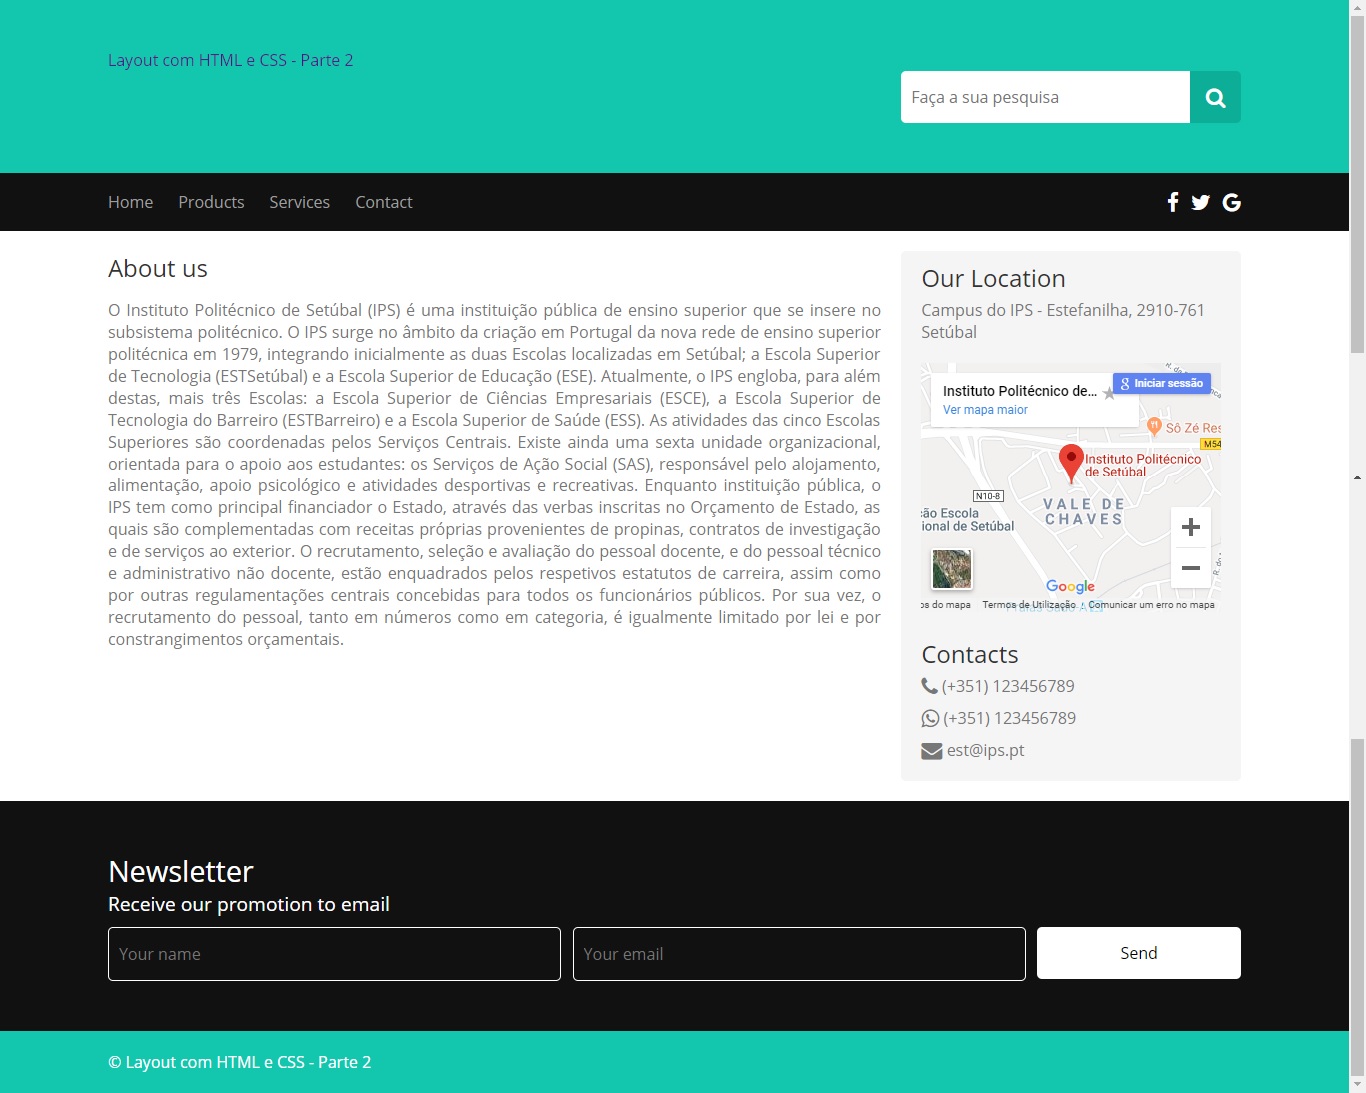 Layout com HTML e CSS - Parte 2
Faça a sua pesquisa
Home Products Services Contact
About us
O Instituto Politécnico de Setúbal (IPS) é uma instituição pública de ensino superior que se insere no
subsistema politécnico. O IPS surge no âmbito da criação em Portugal da nova rede de ensino superior
politécnica em 1979, integrando inicialmente as duas Escolas localizadas em Setúbal; a Escola Superior
de Tecnologia (ESTSetúbal) e a Escola Superior de Educação (ESE). Atualmente, o IPS engloba, para além
destas, mais três Escolas: a Escola Superior de Ciências Empresariais (ESCE), a Escola Superior de
Tecnologia do Barreiro (ESTBarreiro) e a Escola Superior de Saúde (ESS). As atividades das cinco Escolas
Superiores são coordenadas pelos Serviços Centrais. Existe ainda uma sexta unidade organizacional,
orientada para o apoio aos estudantes: os Serviços de Ação Social (SAS), responsável pelo alojamento,
alimentação, apoio psicológico e atividades desportivas e recreativas. Enquanto instituição pública, o
IPS tem como principal financiador o Estado, através das verbas inscritas no Orçamento de Estado, as
quais são complementadas com receitas próprias provenientes de propinas, contratos de investigação
e de serviços ao exterior. O recrutamento, seleção e avaliação do pessoal docente, e do pessoal técnico
e administrativo não docente, estão enquadrados pelos respetivos estatutos de carreira, assim como
por outras regulamentações centrais concebidas para todos os funcionários públicos. Por sua vez, o
recrutamento do pessoal, tanto em números como em categoria, é igualmente limitado por lei e por
constrangimentos orçamentais.
Our Location
Campus do IPS - Estefanilha, 2910-761
Setúbal
Instituto Politécnico de...
Iniciar sessão
Ver mapa maior
Sô Zé Res
M54
Instituto Politécnico
de Setúbal
N10-8
VALE DE
CHAVES
ão Escola
ional de Setúbal
Google
os do mapa Termos de Utilização Comunicar um erro no mapa
Contacts
(+351) 123456789
(+351) 123456789
est@ips.pt
Newsletter
Receive our promotion to email
Your name
Your email
Send
© Layout com HTML e CSS - Parte 2